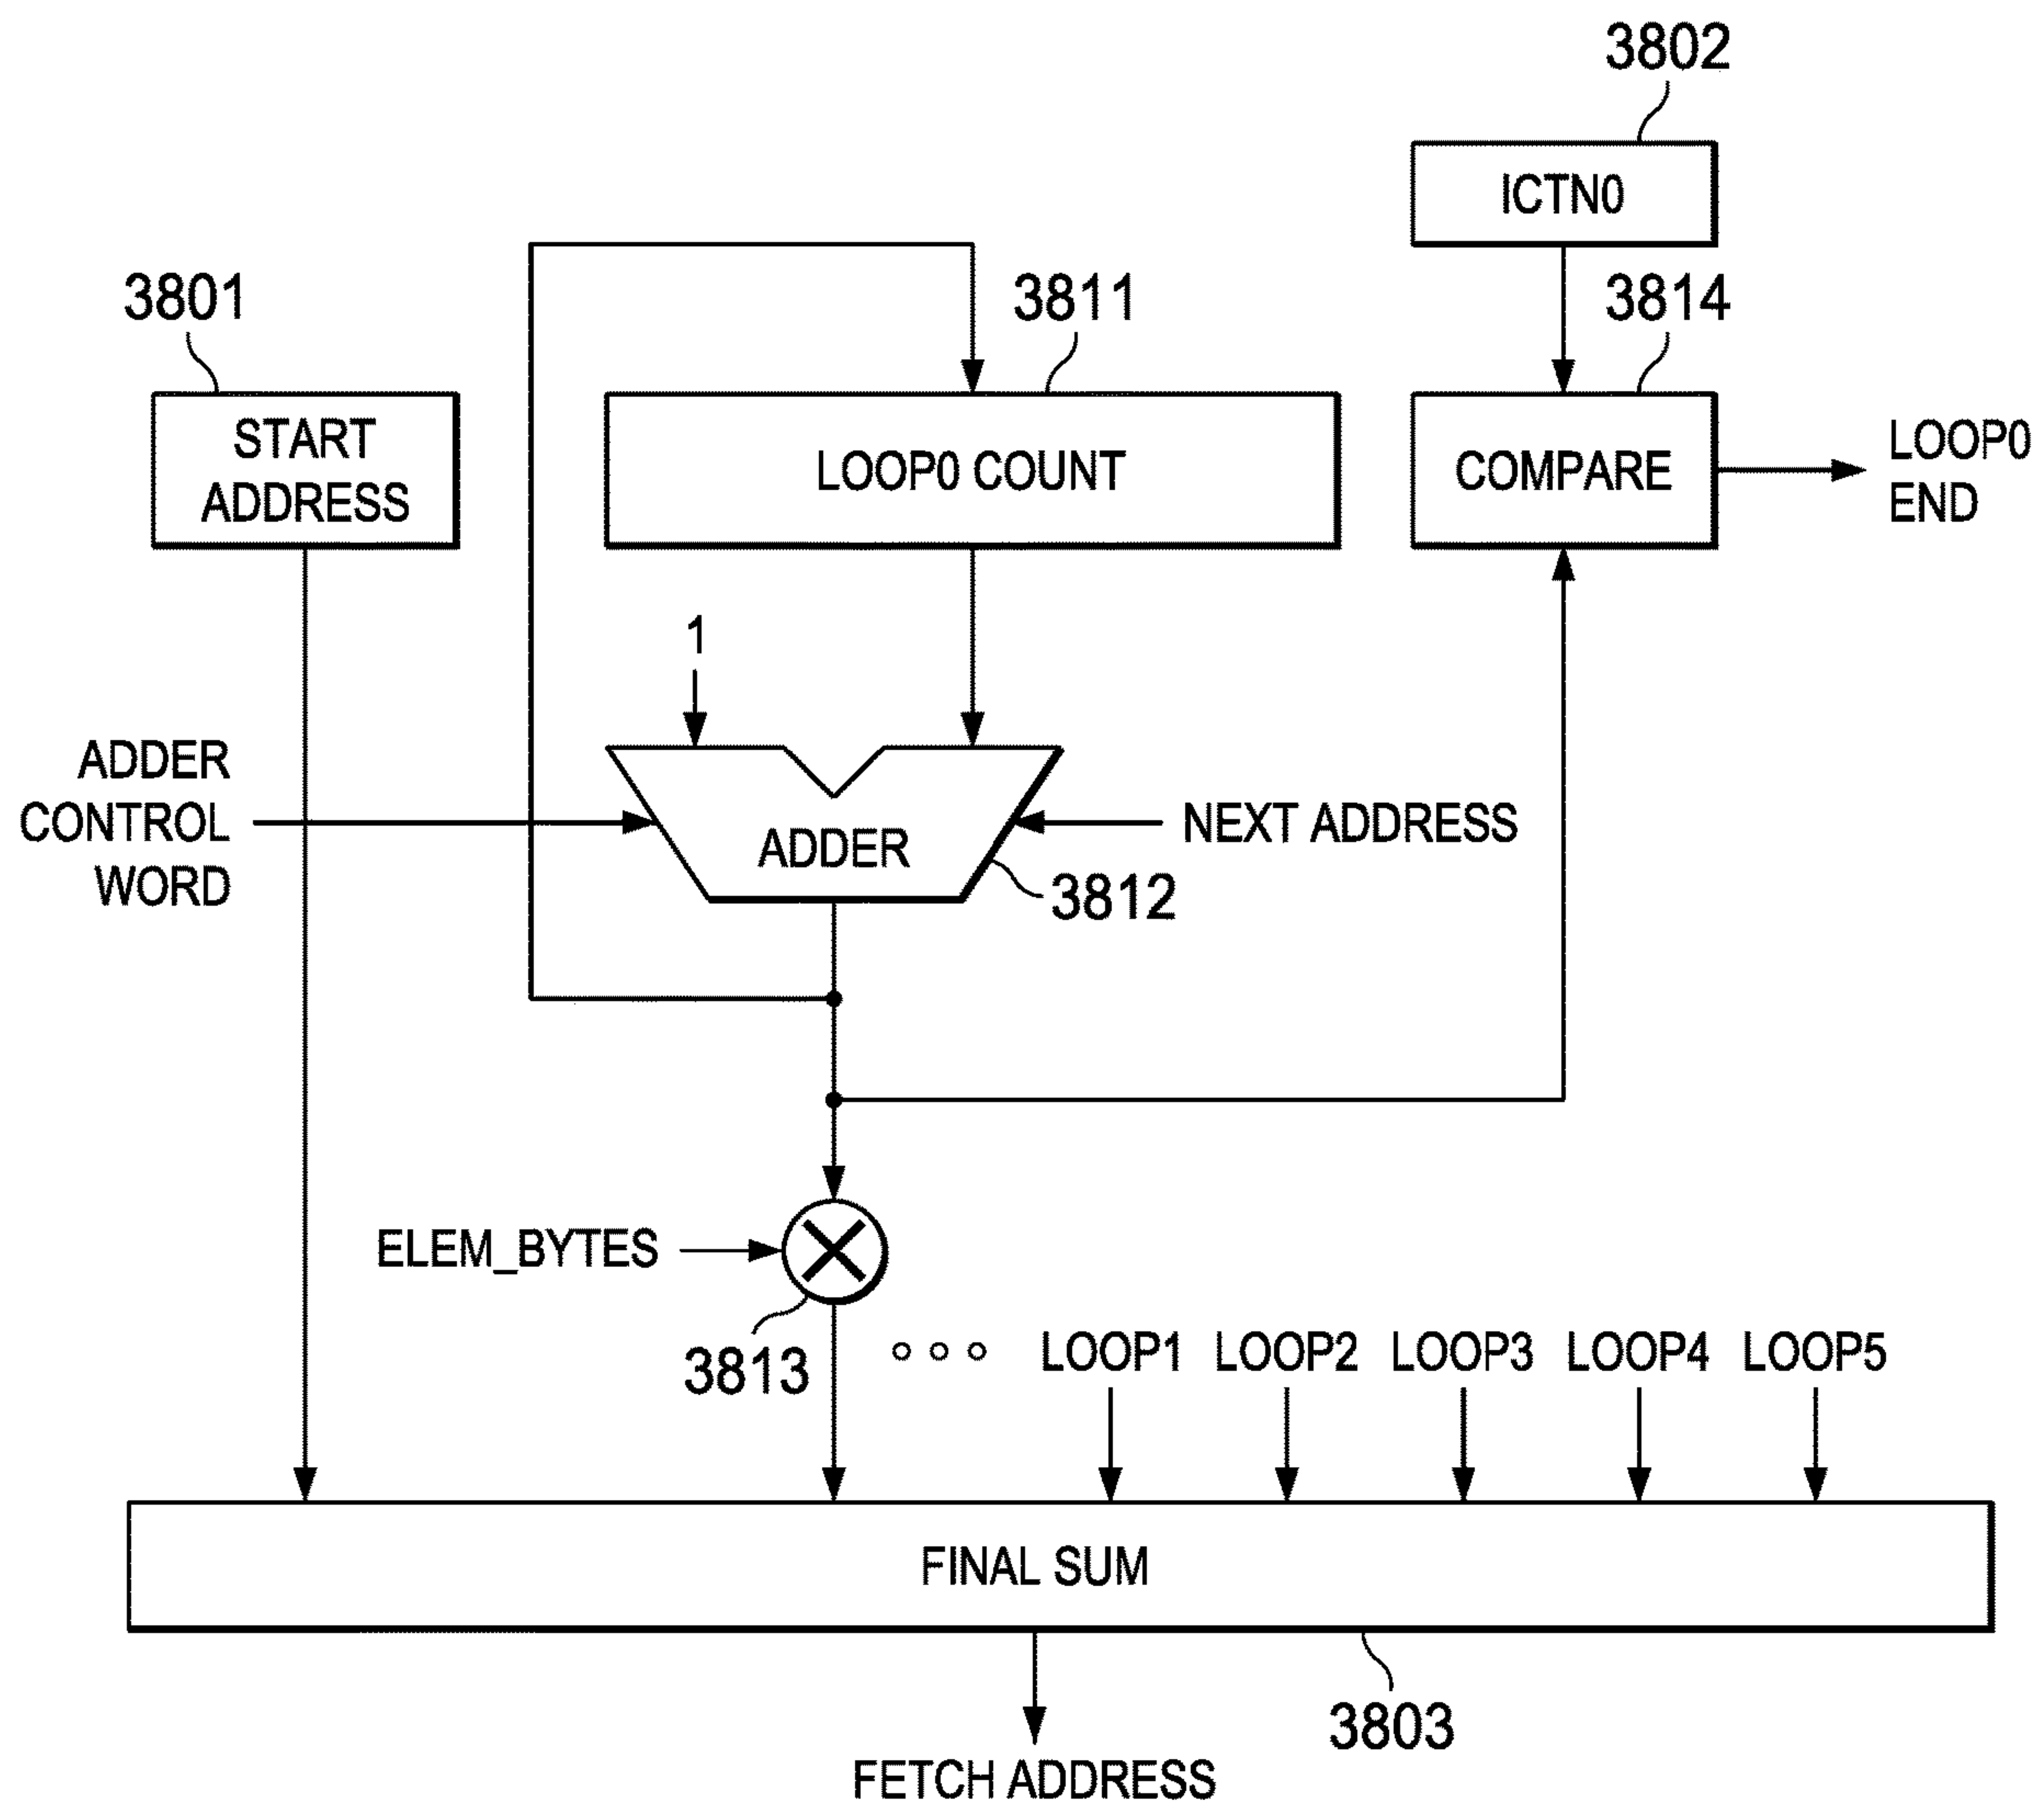 3802
ICTN0
3801
3811
3814
START
ADDRESS
LOOP0 COUNT
COMPARE
LOOP0
END
1
ADDER
CONTROL
WORD
ADDER
NEXT ADDRESS
3812
ELEM_BYTES
3813
LOOP1 LOOP2 LOOP3 LOOP4 LOOP5
FINAL SUM
3803
FETCH ADDRESS